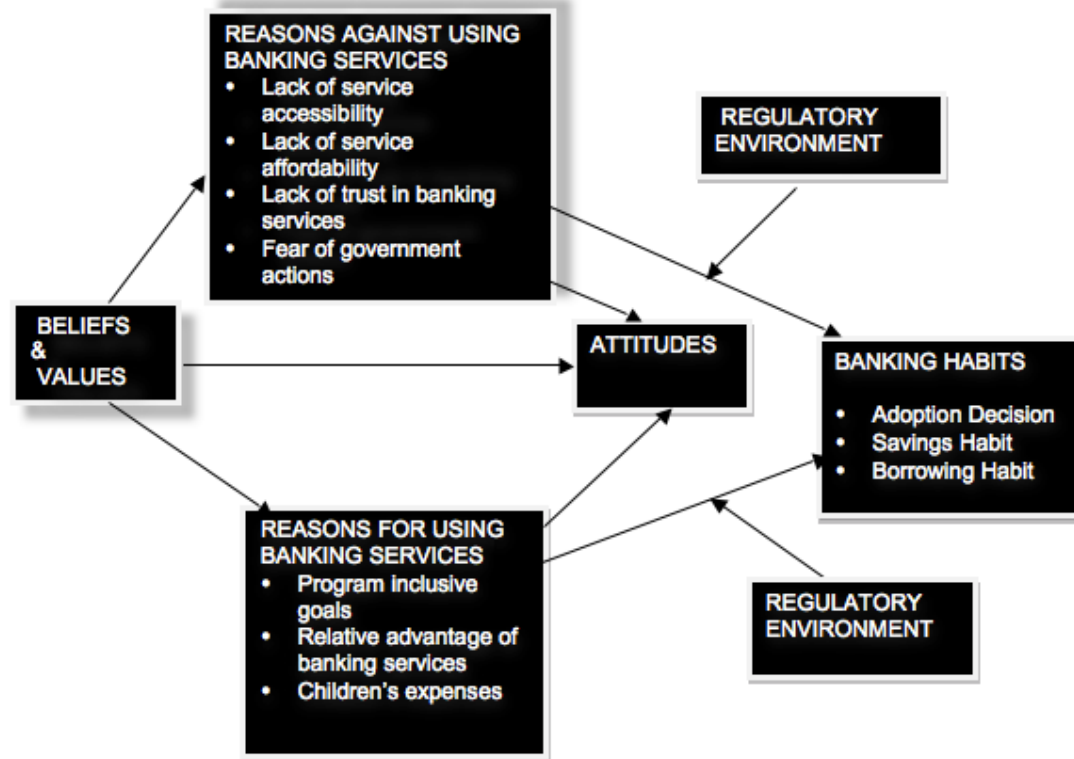 REASONS AGAINST USING
BANKING SERVICES
• Lack of service
accessibility
• Lack of service
affordability
• Lack of trust in banking
services
• Fear of government
actions
REGULATORY
ENVIRONMENT
BELIEFS
&
VALUES
ATTITUDES
BANKING HABITS
• Adoption Decision
• Savings Habit
• Borrowing Habit
REASONS FOR USING
BANKING SERVICES
• Program inclusive
goals
• Relative advantage of
banking services
• Children's expenses
REGULATORY
ENVIRONMENT